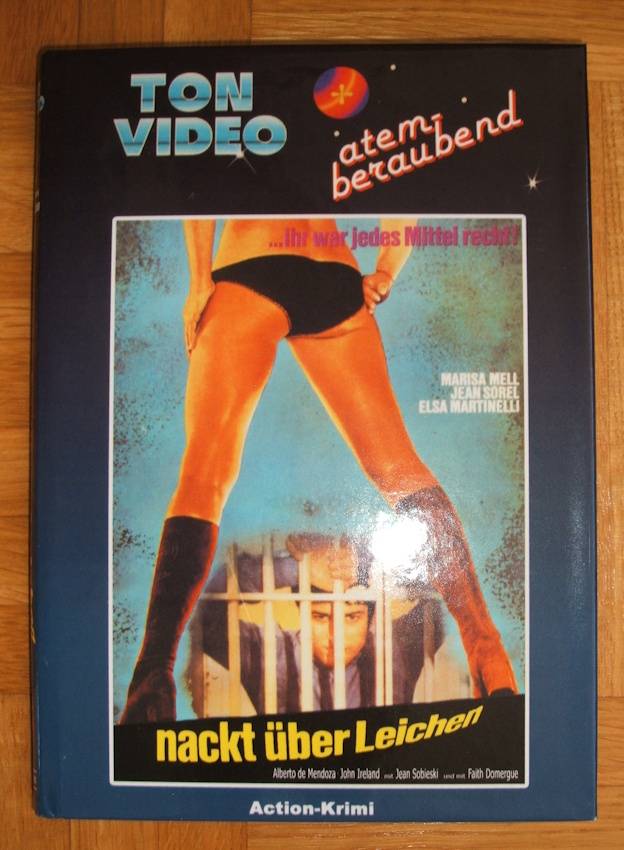 TON
VIDEO
atem-
beraubend
...ihr war jedes Mittel recht!
MARISA MELL
JEAN SOREL
ELSA MARTINELLI
nackt über Leichen
Alberto de Mendoza · John Ireland mit Jean Sobieski und mit Faith Domergue
Action-Krimi